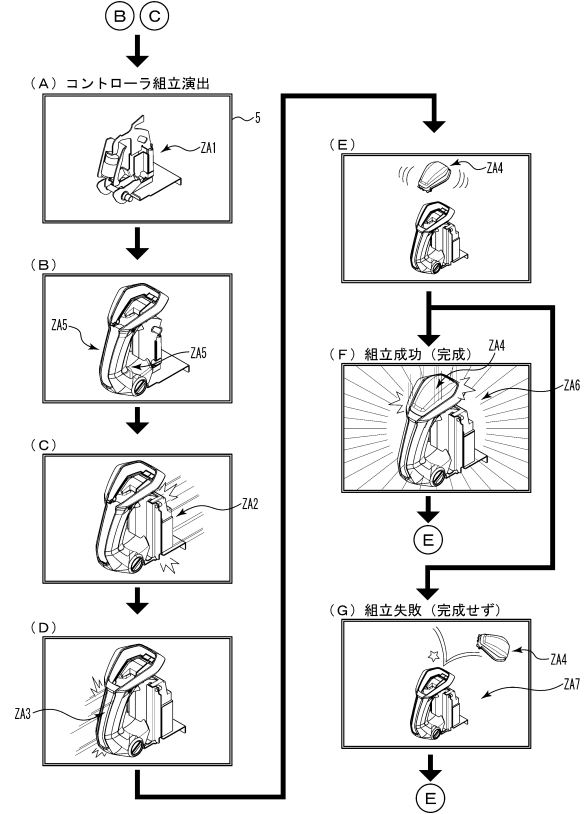 B C
(A) コントローラ組立演出
5
ZA1
(B)
ZA5
ZA5
(C)
ZA2
(D)
ZA3
(E)
ZA4
(F) 組立成功 (完成)
ZA4
ZA6
E
(G) 組立失敗 (完成せず)
ZA4
ZA7
E